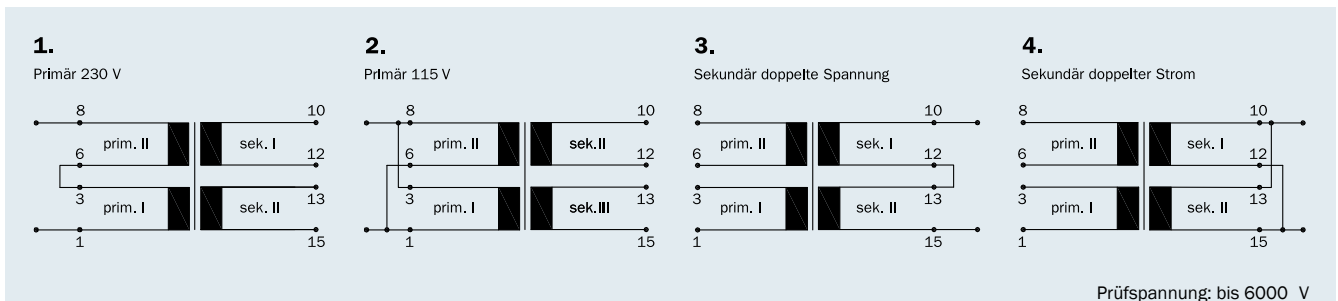 1.
Primär 230 V
8
10
prim. II
sek. I
6
12
3
13
prim. I
sek. II
1
15
2.
Primär 115 V
8
10
prim. II
sek.II
6
12
3
13
prim. I
sek.III
1
15
3.
Sekundär doppelte Spannung
8
10
prim. II
sek. I
6
12
3
13
prim. I
sek. II
1
15
4.
Sekundär doppelter Strom
8
10
prim. II
sek. I
6
12
3
13
prim. I
sek. II
1
15
Prüfspannung: bis 6000 V